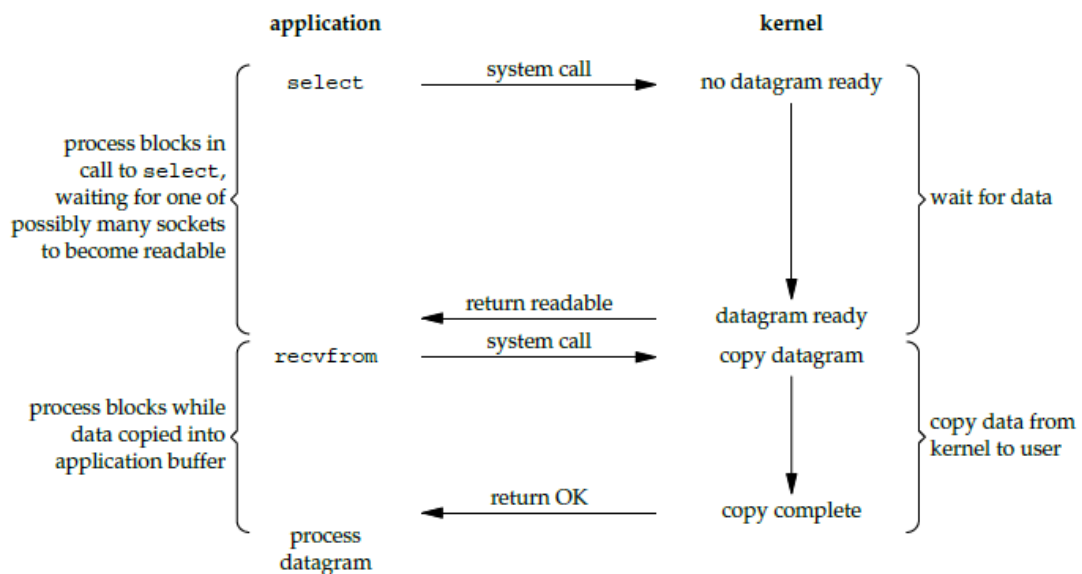 application
kernel
select
system call
no datagram ready
process blocks in
call to select,
waiting for one of
possibly many sockets
to become readable
wait for data
return readable
datagram ready
recvfrom
system call
copy datagram
process blocks while
data copied into
application buffer
copy data from
kernel to user
return OK
copy complete
process
datagram